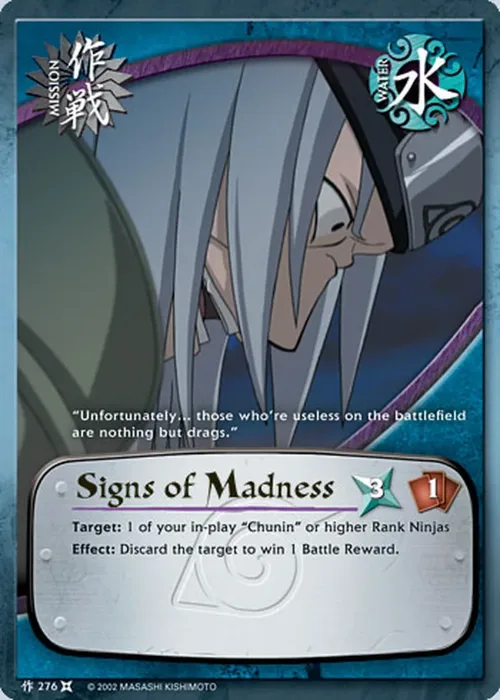 作戦
MISSION
WATER
水
"Unfortunately... those who're useless on the battlefield
are nothing but drags."
Signs of Madness 3 1
Target: 1 of your in-play "Chunin" or higher Rank Ninjas
Effect: Discard the target to win 1 Battle Reward.
作 276 © 2002 MASASHI KISHIMOTO